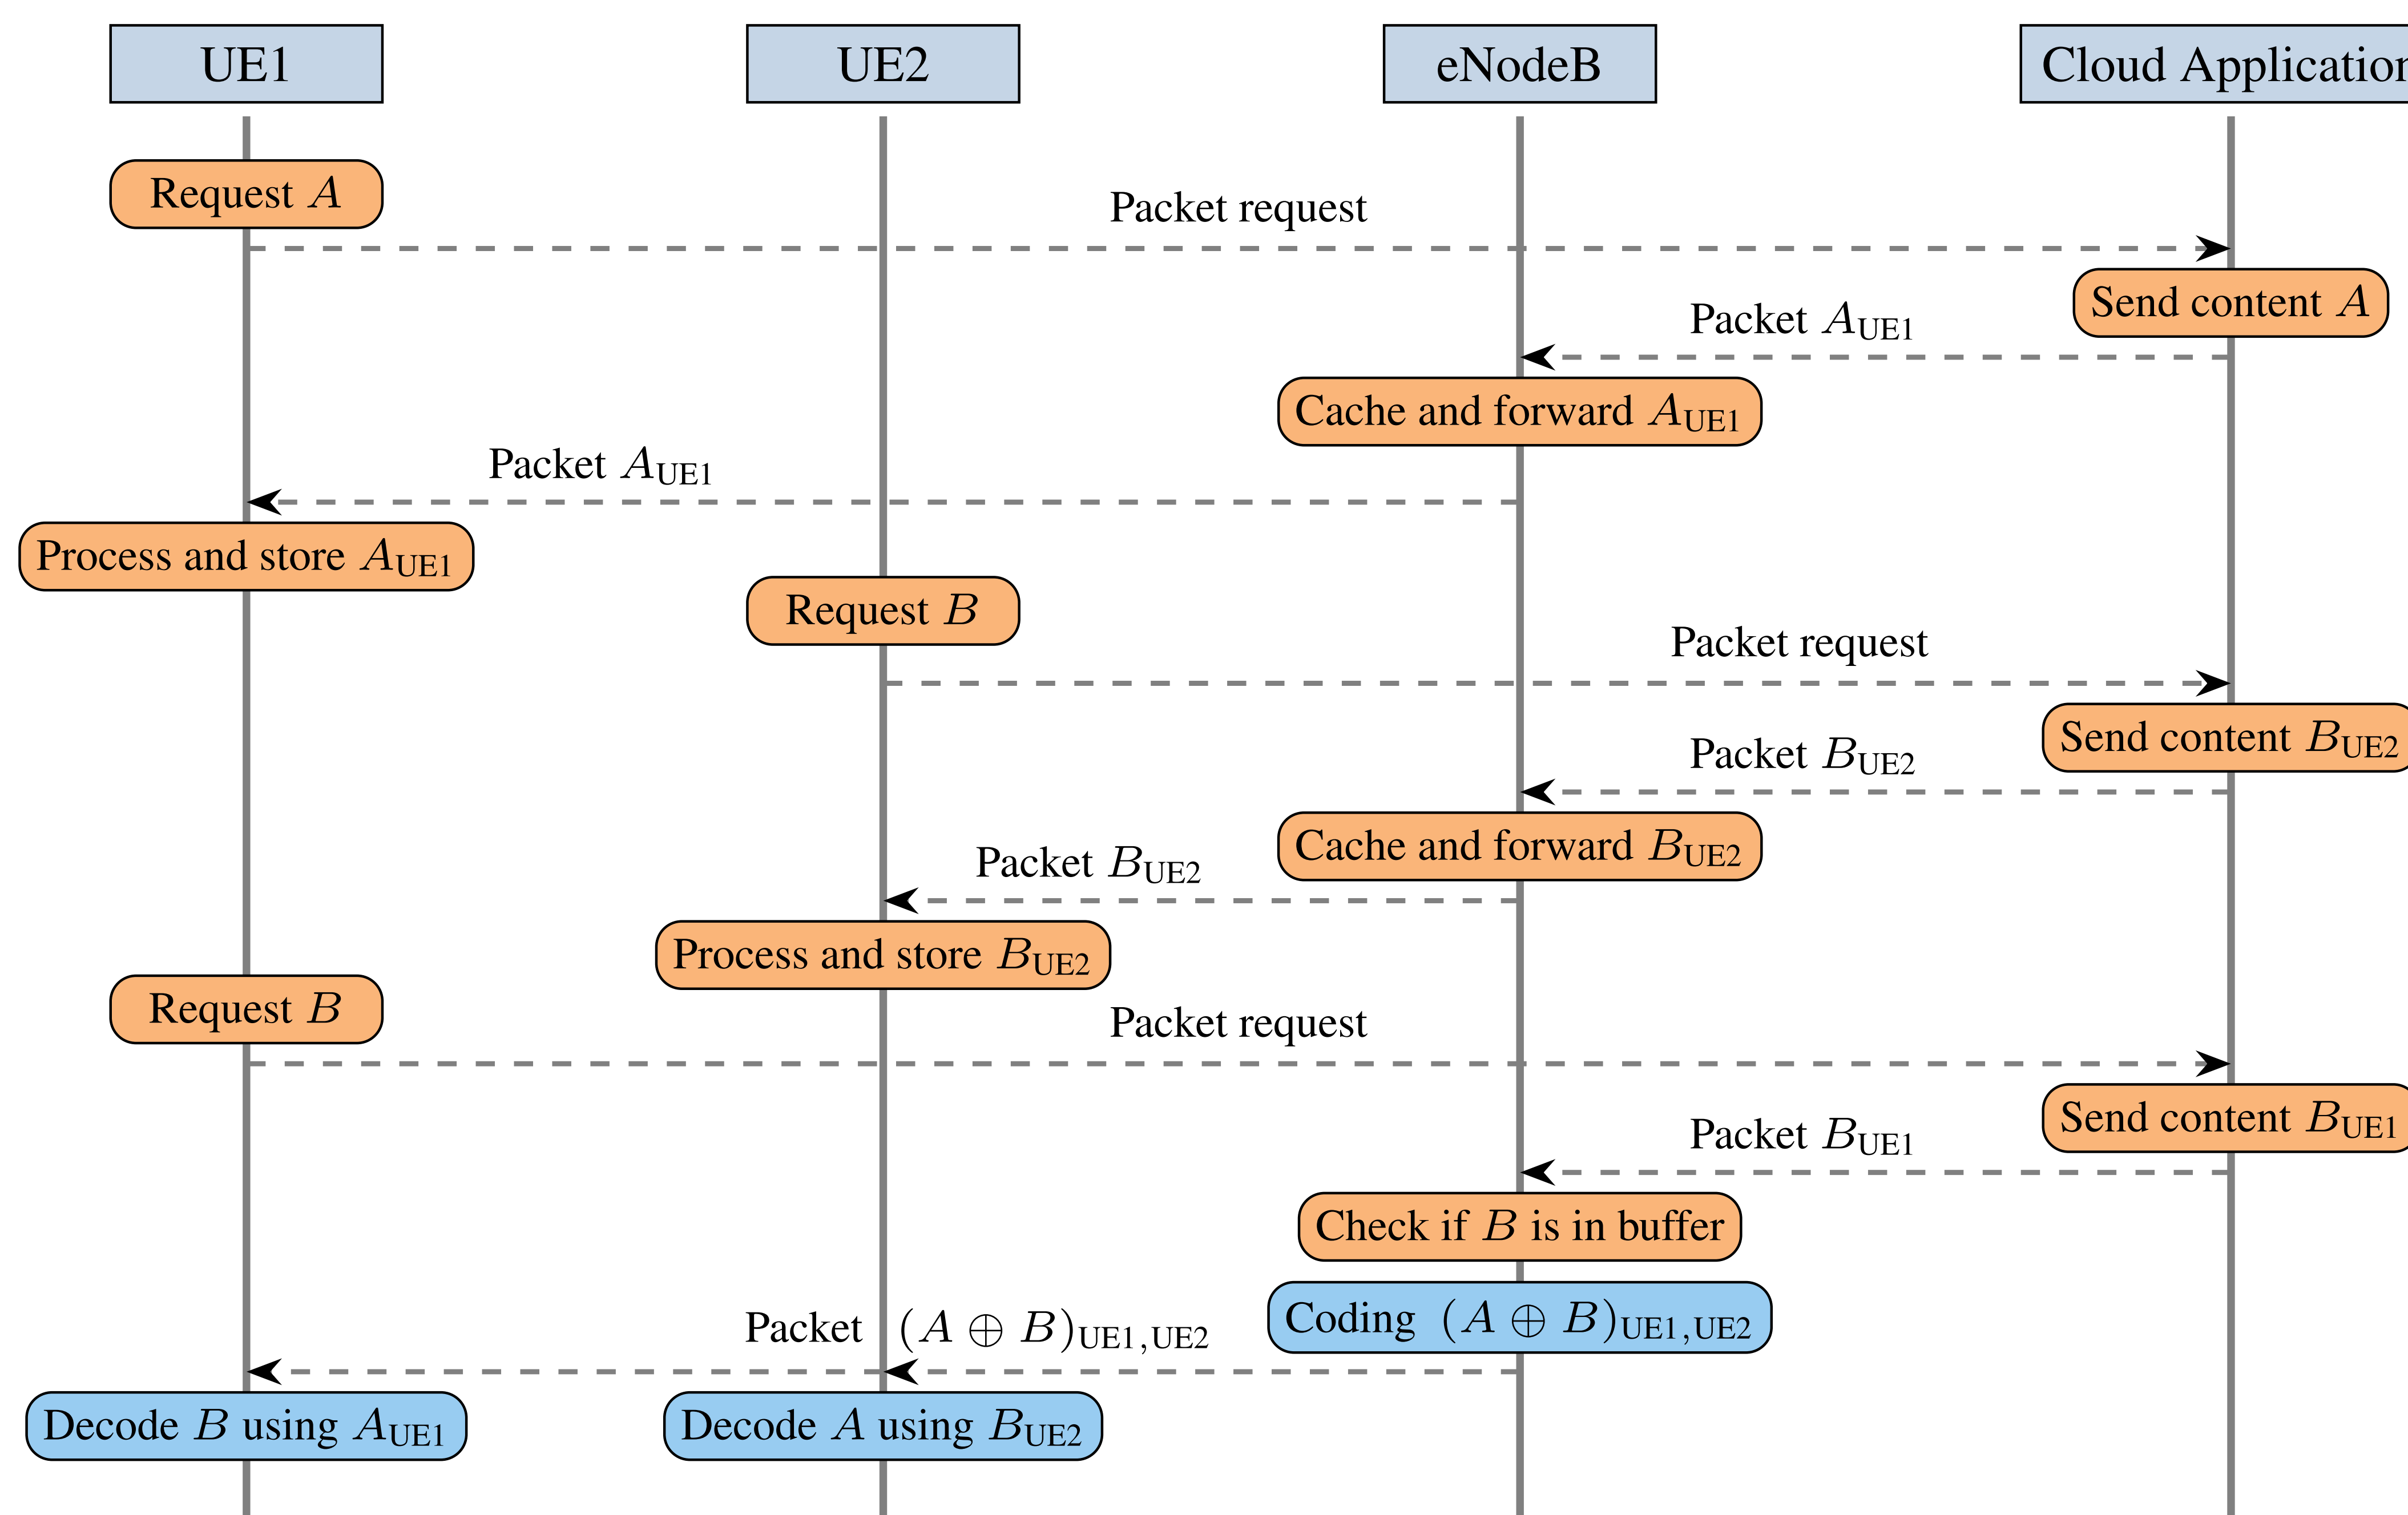 UE1
UE2
eNodeB
Cloud Application
Request A
Packet request
Send content A
Packet A_UE1
Cache and forward A_UE1
Packet A_UE1
Process and store A_UE1
Request B
Packet request
Send content B_UE2
Packet B_UE2
Cache and forward B_UE2
Packet B_UE2
Process and store B_UE2
Request B
Packet request
Send content B_UE1
Packet B_UE1
Check if B is in buffer
Coding (A ⊕ B)_UE1,UE2
Packet (A ⊕ B)_UE1,UE2
Decode B using A_UE1
Decode A using B_UE2